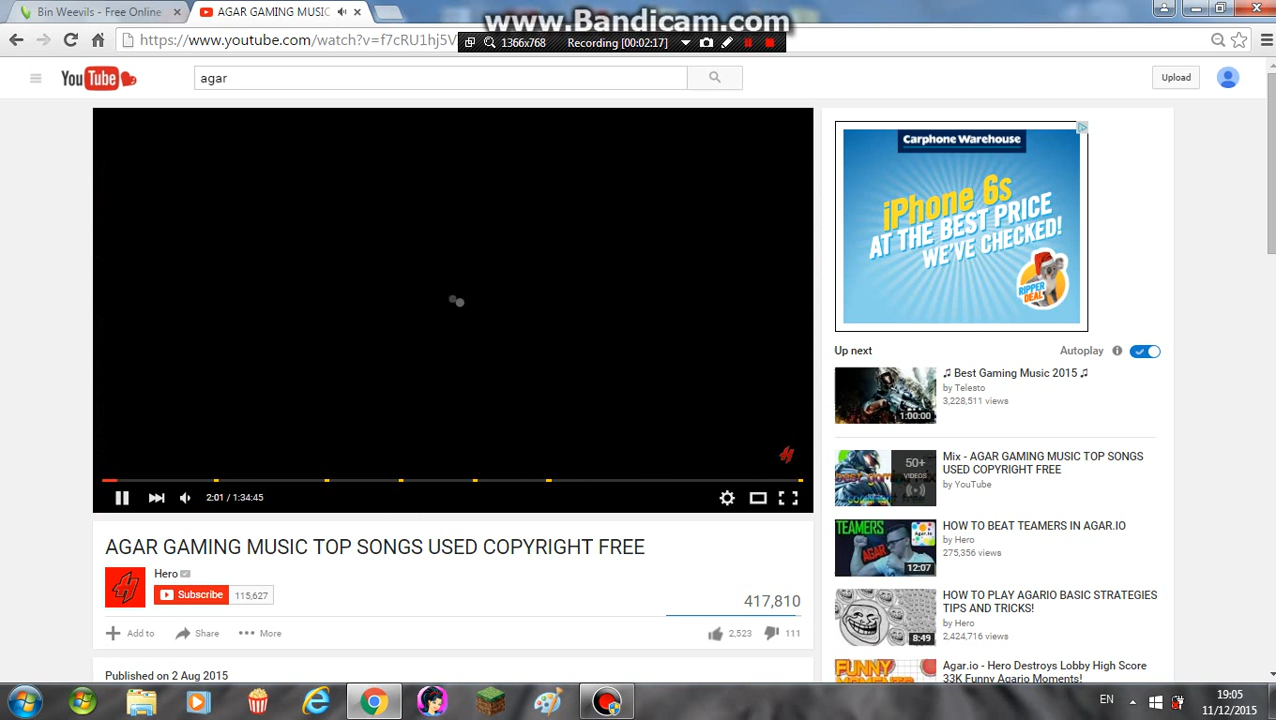 www.Bandicam.com
Bin Weevils - Free Online
AGAR GAMING MUSIC
https://www.youtube.com/watch?v=f7cRU1hj5V
1366x768
Recording [00:02:17]
YouTube
agar
Upload
Carphone Warehouse
iPhone 6s
AT THE BEST PRICE
WE'VE CHECKED!
RIPPER
DEAL
2:01 / 1:34:45
AGAR GAMING MUSIC TOP SONGS USED COPYRIGHT FREE
Hero
Subscribe 115,627
417,810
Add to
Share
More
2,523
111
Published on 2 Aug 2015
Up next
Autoplay
♫ Best Gaming Music 2015 ♫
by Telesto
3,228,511 views
1:00:00
50+
VIDEOS
Mix - AGAR GAMING MUSIC TOP SONGS
USED COPYRIGHT FREE
by YouTube
TEAMERS
AGAR
Agar.io
12:07
HOW TO BEAT TEAMERS IN AGAR.IO
by Hero
275,356 views
8:49
HOW TO PLAY AGARIO BASIC STRATEGIES
TIPS AND TRICKS!
by Hero
2,424,716 views
FUNNY
Agar.io - Hero Destroys Lobby High Score
33K Funny Agario Moments!
EN
19:05
11/12/2015